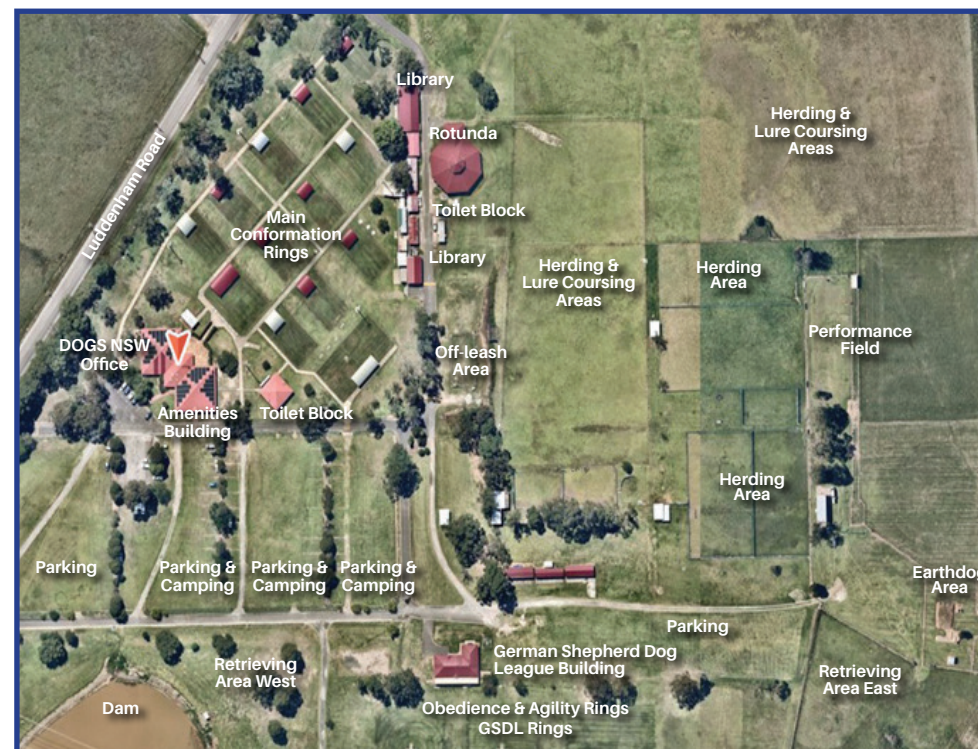 Library
Herding &
Lure Coursing
Areas
Rotunda
Luddenham Road
Toilet Block
Main
Conformation
Rings
Library
Herding &
Lure Coursing
Areas
Herding
Area
Performance
Field
DOGS NSW
Office
Off-leash
Area
Amenities
Building
Toilet Block
Herding
Area
Parking
Parking &
Camping
Parking &
Camping
Parking &
Camping
Earthdo
Area
Parking
German Shepherd Dog
League Building
Retrieving
Area West
Retrieving
Area East
Dam
Obedience & Agility Rings
GSDL Rings